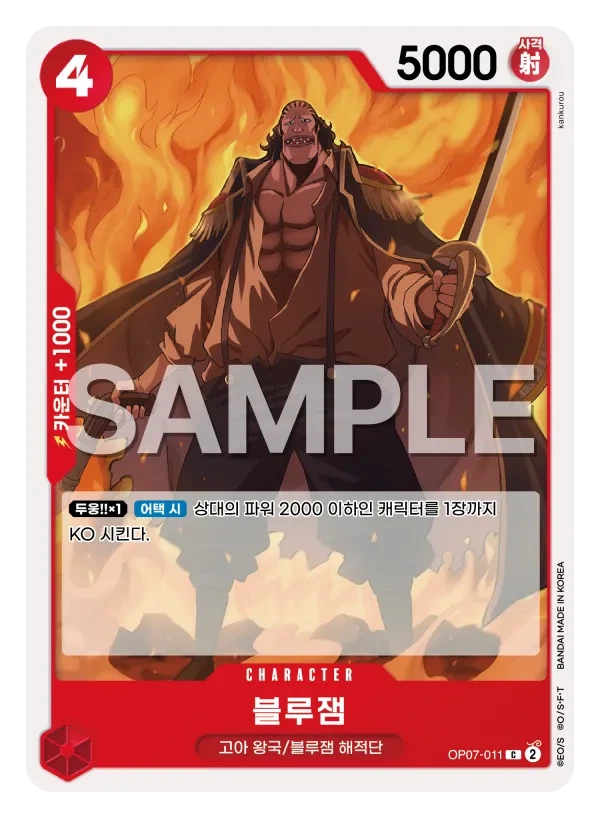 4
5000
사격
射
kankurou
카운터 +1000
SAMPLE
두웅!!×1 어택 시 상대의 파워 2000 이하인 캐릭터를 1장까지
KO 시킨다.
CHARACTER
블루잼
고아 왕국/블루잼 해적단
OP07-011 C 2
©EO/S ©O/S·F·T BANDAI MADE IN KOREA